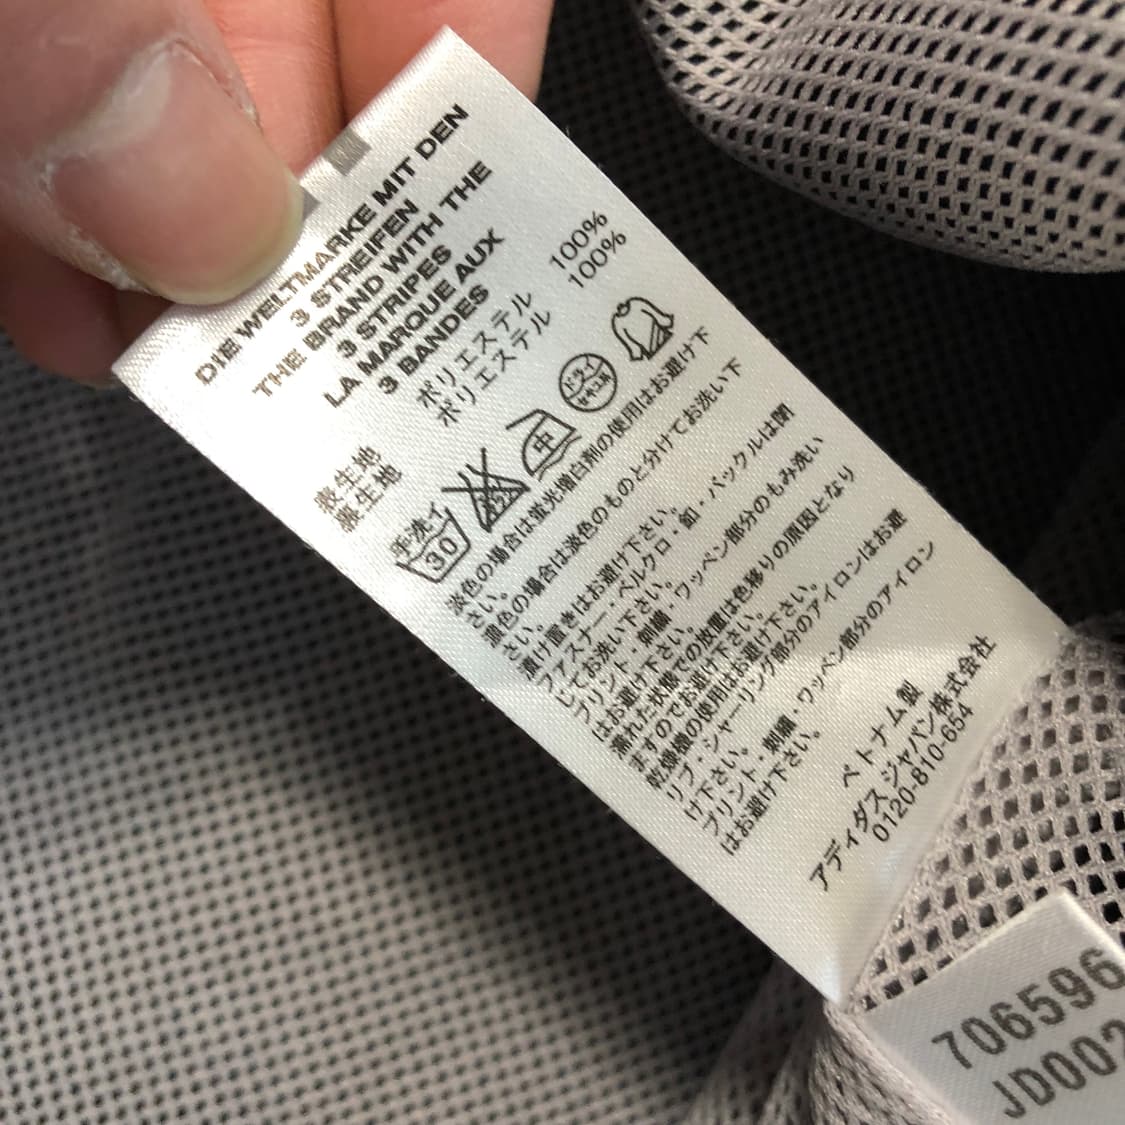 DIE WELTMARKE MIT DEN
3 STREIFEN
THE BRAND WITH THE
3 STRIPES
LA MARQUE AUX
3 BANDES
表生地 ポリエステル 100%
裏生地 ポリエステル 100%
手洗イ
30
中
ドライ
セキユ系
淡色の場合は蛍光増白剤の使用はお避け下
さい。
濃色の場合は淡色のものと分けてお洗い下
さい。
漬け置きはお避け下さい。
ファスナー・ベルクロ・釦・バックルは閉
じてお洗い下さい。
プリント・刺繍・ワッペン部分のもみ洗い
はお避け下さい。
濡れた状態での放置は色移りの原因となり
ますのでお避け下さい。
乾燥機の使用はお避け下さい。
リブ・シャーリング部分のアイロンはお避
け下さい。
プリント・刺繍・ワッペン部分のアイロン
はお避け下さい。
ベトナム製
アディダスジャパン株式会社
0120-810-654
706596
JD002